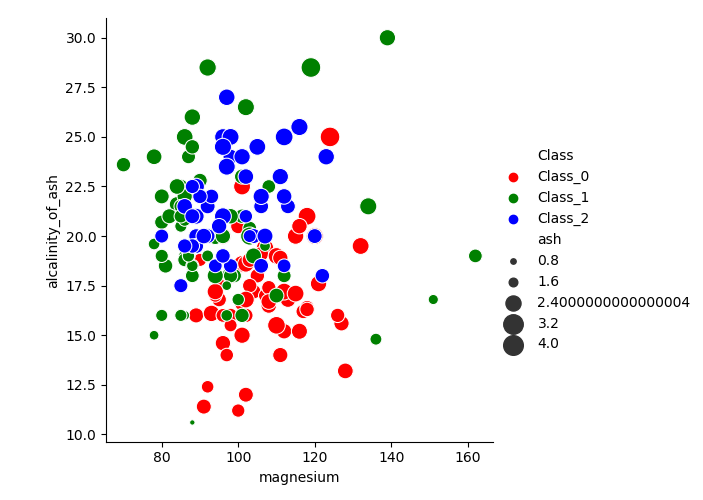 30.0
27.5
25.0
22.5
20.0
17.5
15.0
12.5
10.0
alcalinity_of_ash
80
100
120
140
160
magnesium
Class
Class_0
Class_1
Class_2
ash
0.8
1.6
2.4000000000000004
3.2
4.0